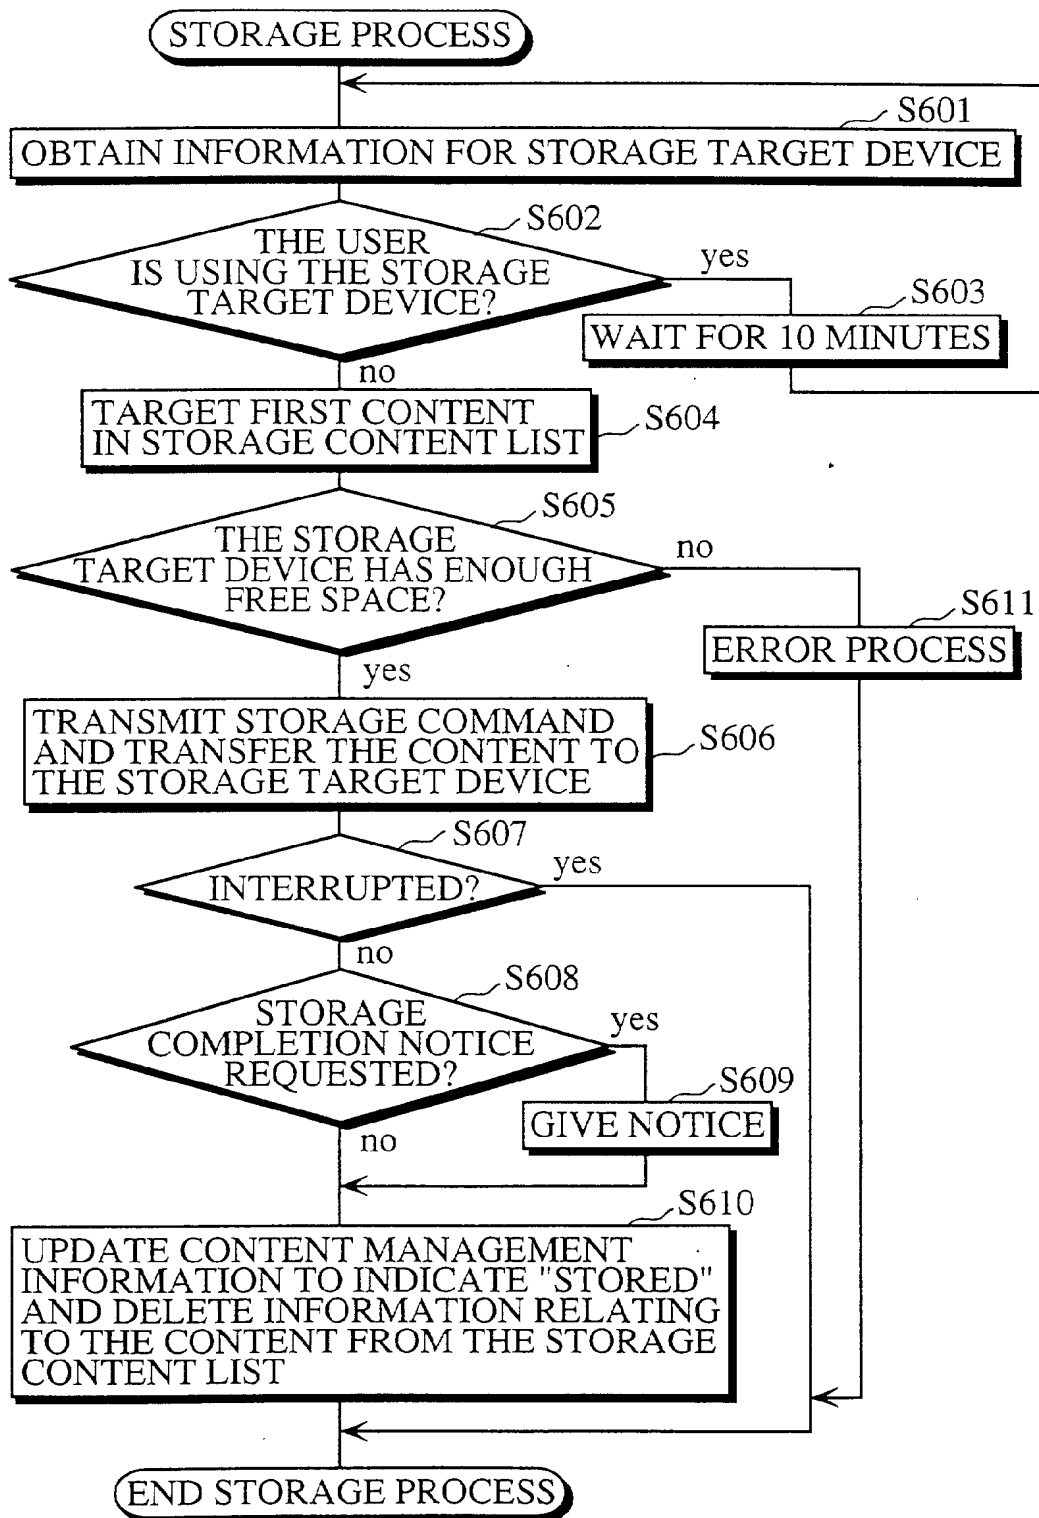 STORAGE PROCESS
S601
OBTAIN INFORMATION FOR STORAGE TARGET DEVICE
S602
THE USER
IS USING THE STORAGE
TARGET DEVICE?
yes
S603
WAIT FOR 10 MINUTES
no
TARGET FIRST CONTENT
IN STORAGE CONTENT LIST
S604
S605
THE STORAGE
TARGET DEVICE HAS ENOUGH
FREE SPACE?
no
S611
ERROR PROCESS
yes
TRANSMIT STORAGE COMMAND
AND TRANSFER THE CONTENT TO
THE STORAGE TARGET DEVICE
S606
S607
INTERRUPTED?
yes
no
S608
STORAGE
COMPLETION NOTICE
REQUESTED?
yes
S609
GIVE NOTICE
no
S610
UPDATE CONTENT MANAGEMENT
INFORMATION TO INDICATE "STORED"
AND DELETE INFORMATION RELATING
TO THE CONTENT FROM THE STORAGE
CONTENT LIST
END STORAGE PROCESS